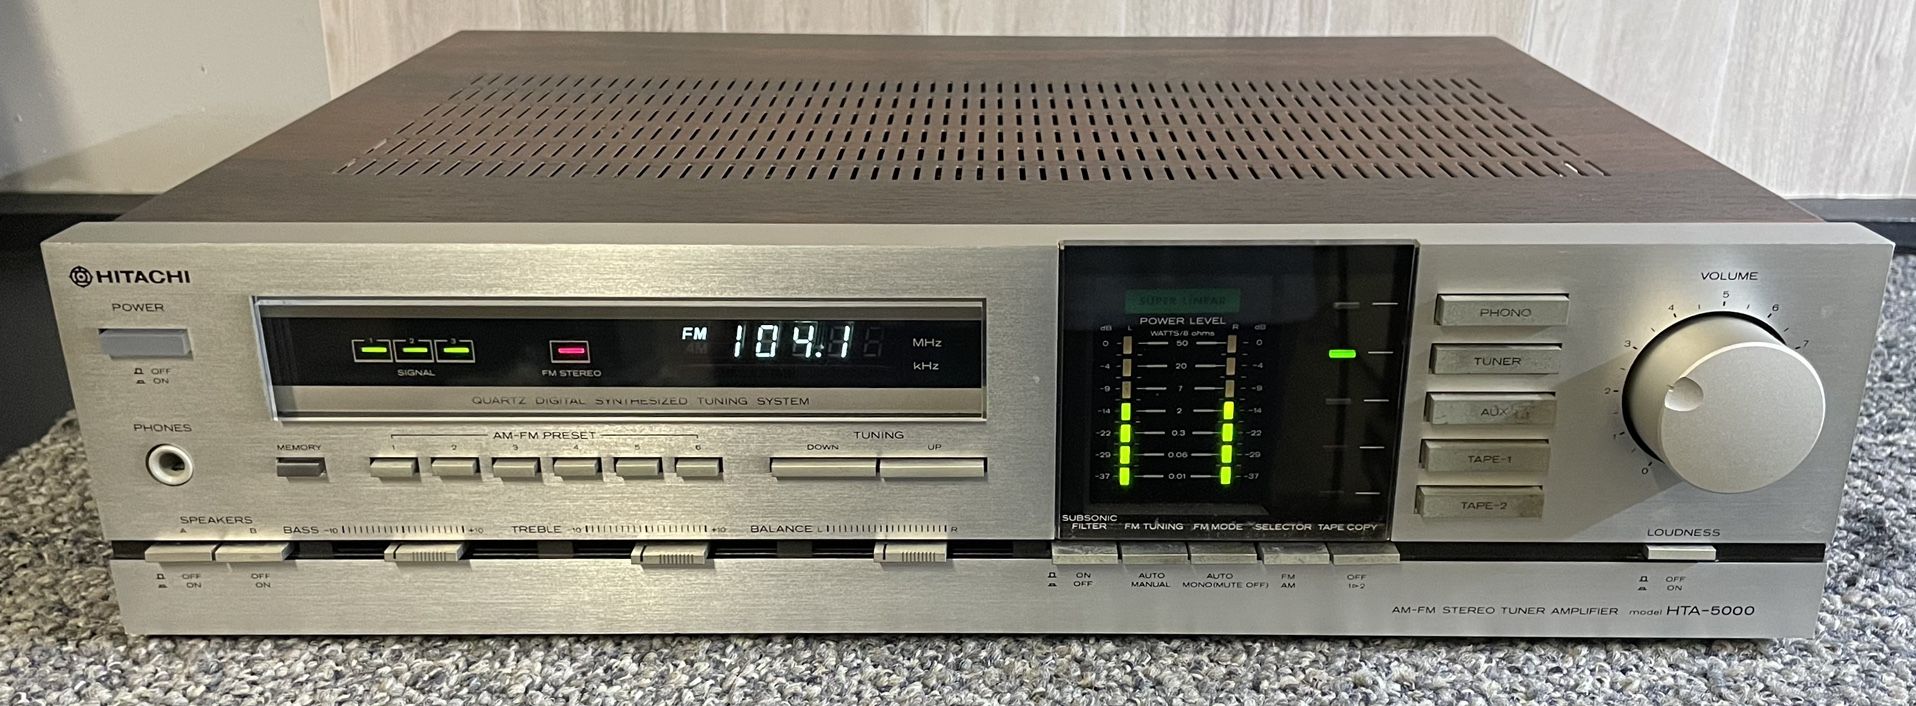 HITACHI
POWER
OFF
ON
PHONES
1 2 3
SIGNAL
FM STEREO
FM 104.1
MHz
kHz
QUARTZ DIGITAL SYNTHESIZED TUNING SYSTEM
MEMORY
AM-FM PRESET
1 2 3 4 5 6
TUNING
DOWN UP
SPEAKERS
A B
OFF OFF
ON ON
BASS -10 +10
TREBLE -10 +10
BALANCE L R
SUPER LINEAR
POWER LEVEL
dB L WATTS/8 ohms R dB
0 50 0
-4 20 -4
-9 7 -9
-14 2 -14
-22 0.3 -22
-29 0.06 -29
-37 0.01 -37
SUBSONIC FILTER
FM TUNING
FM MODE
SELECTOR
TAPE COPY
ON
OFF
AUTO
MANUAL
AUTO
MONO(MUTE OFF)
FM
AM
OFF
1▷2
PHONO
TUNER
AUX
TAPE-1
TAPE-2
VOLUME
0 1 2 3 4 5 6 7
LOUDNESS
OFF
ON
AM-FM STEREO TUNER AMPLIFIER model HTA-5000